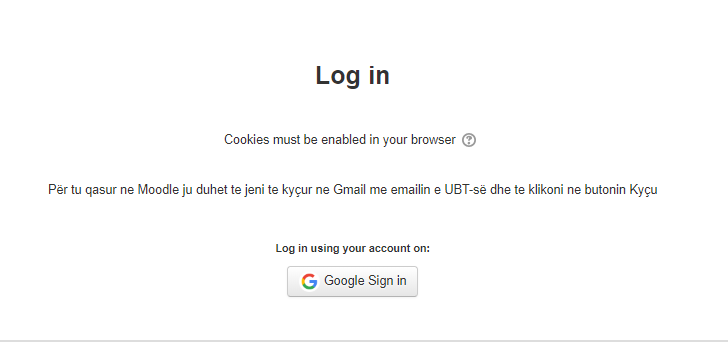 Log in
Cookies must be enabled in your browser
Për tu qasur ne Moodle ju duhet te jeni te kyçur ne Gmail me emailin e UBT-së dhe te klikoni ne butonin Kyçu
Log in using your account on:
Google Sign in